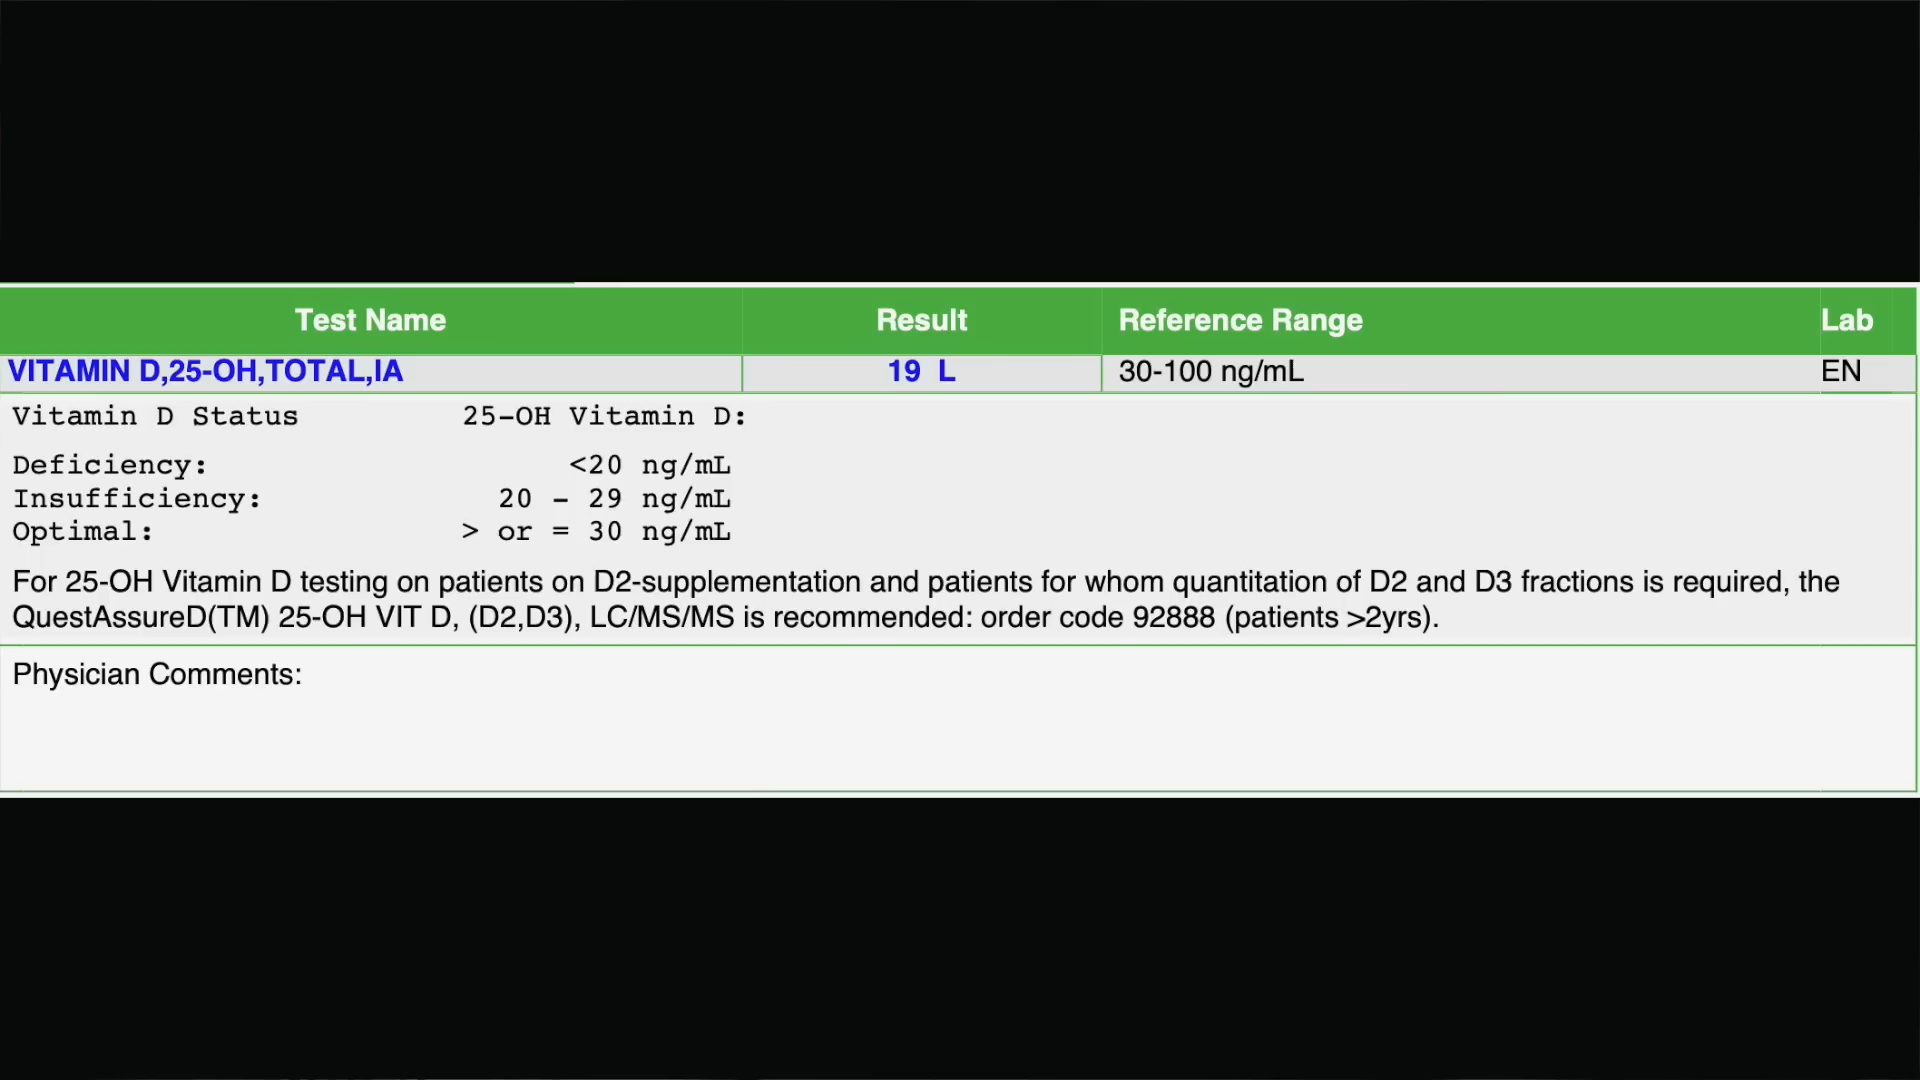 Test Name Result Reference Range Lab
VITAMIN D,25-OH,TOTAL,IA 19 L 30-100 ng/mL EN
Vitamin D Status 25-OH Vitamin D:
Deficiency: <20 ng/mL
Insufficiency: 20 - 29 ng/mL
Optimal: > or = 30 ng/mL
For 25-OH Vitamin D testing on patients on D2-supplementation and patients for whom quantitation of D2 and D3 fractions is required, the
QuestAssureD(TM) 25-OH VIT D, (D2,D3), LC/MS/MS is recommended: order code 92888 (patients >2yrs).
Physician Comments: